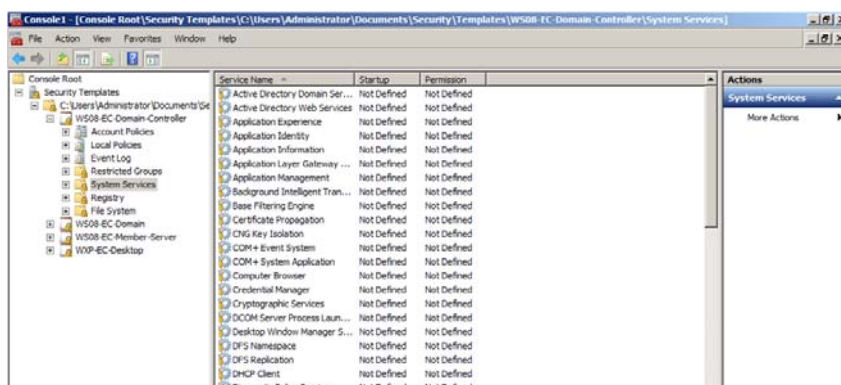 Console1 - [Console Root\Security Templates\C:\Users\Administrator\Documents\Security\Templates\WS08-EC-Domain-Controller\System Services]
File Action View Favorites Window Help
Console Root
Security Templates
C:\Users\Administrator\Documents\Se
WS08-EC-Domain-Controller
Account Policies
Local Policies
Event Log
Restricted Groups
System Services
Registry
File System
WS08-EC-Domain
WS08-EC-Member-Server
WXP-EC-Desktop
Service Name Startup Permission
Active Directory Domain Ser... Not Defined Not Defined
Active Directory Web Services Not Defined Not Defined
Application Experience Not Defined Not Defined
Application Identity Not Defined Not Defined
Application Information Not Defined Not Defined
Application Layer Gateway ... Not Defined Not Defined
Application Management Not Defined Not Defined
Background Intelligent Tran... Not Defined Not Defined
Base Filtering Engine Not Defined Not Defined
Certificate Propagation Not Defined Not Defined
CNG Key Isolation Not Defined Not Defined
COM+ Event System Not Defined Not Defined
COM+ System Application Not Defined Not Defined
Computer Browser Not Defined Not Defined
Credential Manager Not Defined Not Defined
Cryptographic Services Not Defined Not Defined
DCOM Server Process Laun... Not Defined Not Defined
Desktop Window Manager S... Not Defined Not Defined
DFS Namespace Not Defined Not Defined
DFS Replication Not Defined Not Defined
DHCP Client Not Defined Not Defined
Actions
System Services
More Actions